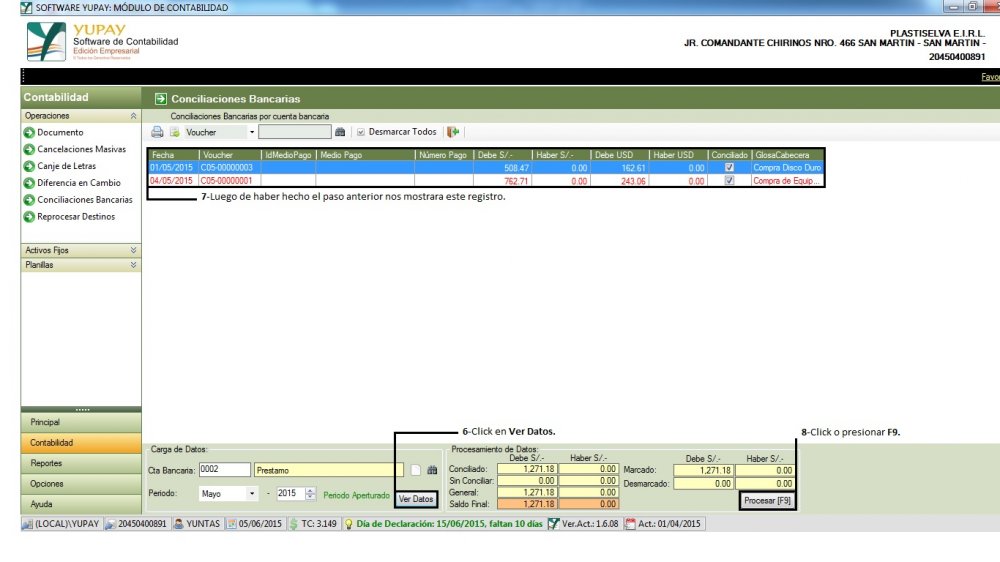 SOFTWARE YUPAY: MÓDULO DE CONTABILIDAD
YUPAY
Software de Contabilidad
Edición Empresarial
PLASTISELVA E.I.R.L.
JR. COMANDANTE CHIRINOS NRO. 466 SAN MARTIN - SAN MARTIN -
20450400891
Favo
Contabilidad
Conciliaciones Bancarias
Operaciones
Conciliaciones Bancarias por cuenta bancaria
Documento
Voucher
Desmarcar Todos
Cancelaciones Masivas
Canje de Letras
Diferencia en Cambio
Conciliaciones Bancarias
Reprocesar Destinos
Fecha Voucher IdMedioPago Medio Pago Número Pago Debe S/.- Haber S/.- Debe USD Haber USD Conciliado GlosaCabecera
01/05/2015 C05-00000003 508.47 0.00 162.61 0.00 Compra Disco Duro
04/05/2015 C05-00000001 762.71 0.00 243.06 0.00 Compra de Equip...
7-Luego de haber hecho el paso anterior nos mostrara este registro.
Activos Fijos
Planillas
Principal
Contabilidad
Reportes
Opciones
Ayuda
6-Click en Ver Datos.
8-Click o presionar F9.
Carga de Datos:
Cta Bancaria: 0002 Prestamo
Periodo: Mayo - 2015 Periodo Aperturado Ver Datos
Procesamiento de Datos:
Debe S/.- Haber S/.-
Conciliado: 1,271.18 0.00
Sin Conciliar: 0.00 0.00
General: 1,271.18 0.00
Saldo Final: 1,271.18 0.00
Debe S/.- Haber S/.-
Marcado: 1,271.18 0.00
Desmarcado: 0.00 0.00
Procesar [F9]
(LOCAL)\YUPAY 20450400891 YUNTAS 05/06/2015 TC: 3.149 Día de Declaración: 15/06/2015, faltan 10 días Ver.Act.: 1.6.08 Act.: 01/04/2015